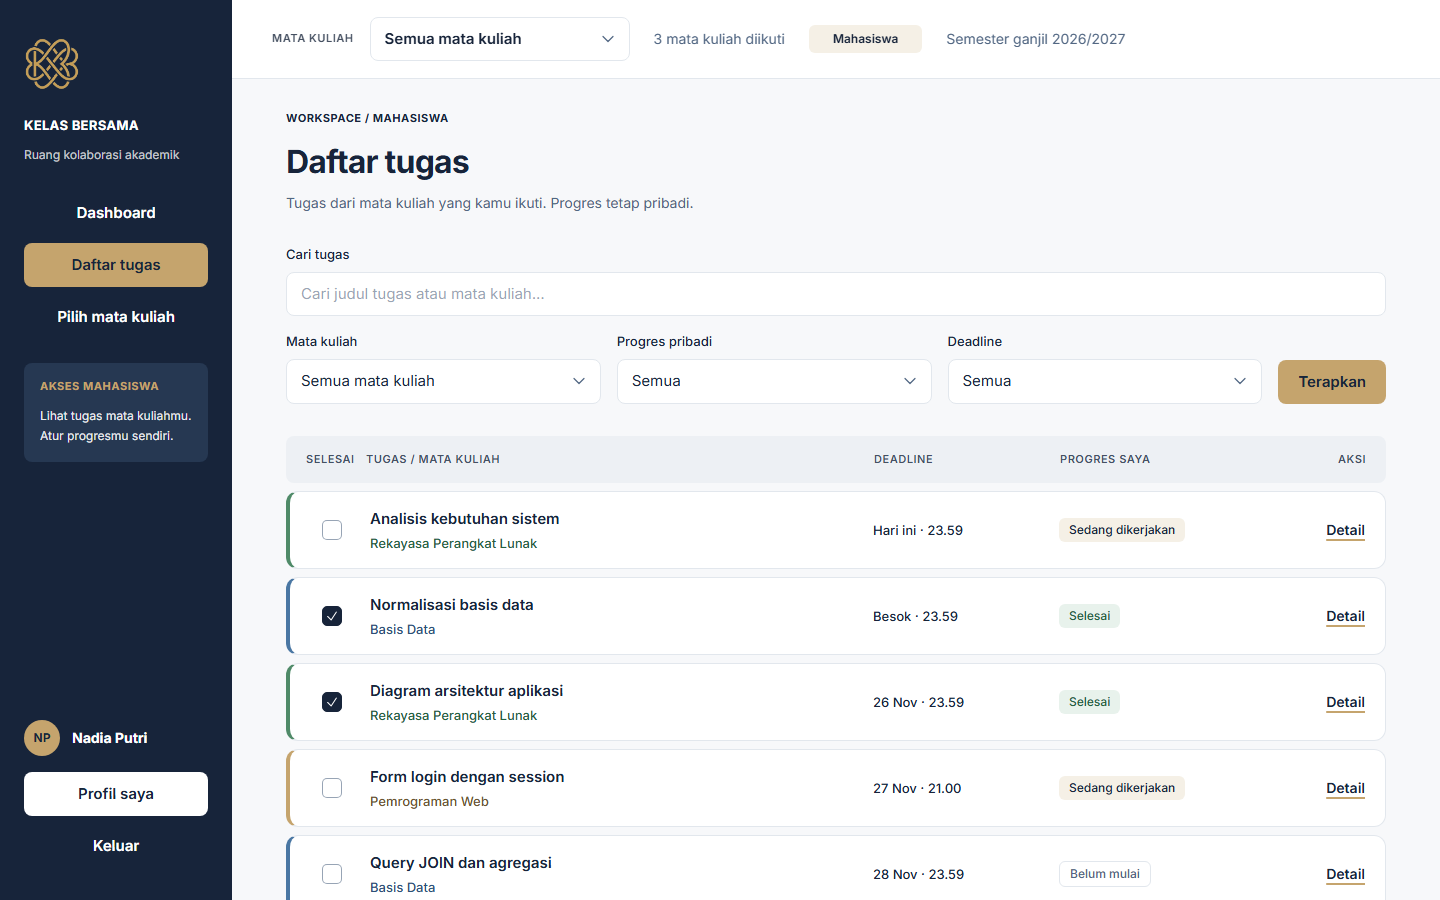 KELAS BERSAMA
Ruang kolaborasi akademik
Dashboard
Daftar tugas
Pilih mata kuliah
AKSES MAHASISWA
Lihat tugas mata kuliahmu.
Atur progresmu sendiri.
NP
Nadia Putri
Profil saya
Keluar
MATA KULIAH
Semua mata kuliah
3 mata kuliah diikuti
Mahasiswa
Semester ganjil 2026/2027
WORKSPACE / MAHASISWA
Daftar tugas
Tugas dari mata kuliah yang kamu ikuti. Progres tetap pribadi.
Cari tugas
Cari judul tugas atau mata kuliah...
Mata kuliah
Progres pribadi
Deadline
Semua mata kuliah
Semua
Semua
Terapkan
SELESAI TUGAS / MATA KULIAH DEADLINE PROGRES SAYA AKSI
Analisis kebutuhan sistem
Rekayasa Perangkat Lunak
Hari ini · 23.59
Sedang dikerjakan
Detail
Normalisasi basis data
Basis Data
Besok · 23.59
Selesai
Detail
Diagram arsitektur aplikasi
Rekayasa Perangkat Lunak
26 Nov · 23.59
Selesai
Detail
Form login dengan session
Pemrograman Web
27 Nov · 21.00
Sedang dikerjakan
Detail
Query JOIN dan agregasi
Basis Data
28 Nov · 23.59
Belum mulai
Detail